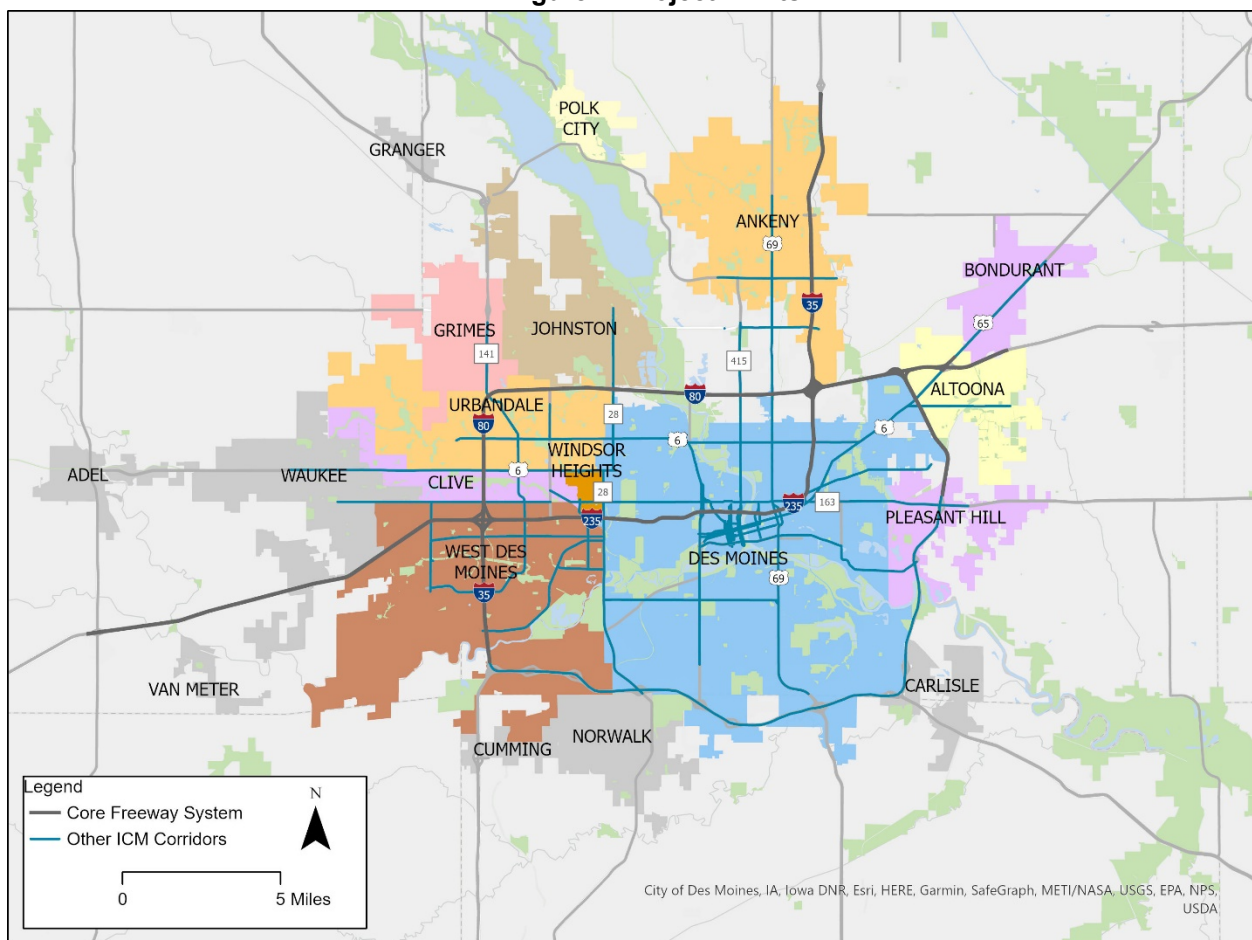 POLK
CITY
GRANGER
ANKENY
69
BONDURANT
35
65
GRIMES
JOHNSTON
141
415
80
ALTOONA
URBANDALE
28
80
6
6
WINDSOR
HEIGHTS
ADEL
WAUKEE
6
CLIVE
28
235
163
235
PLEASANT HILL
WEST DES
MOINES
DES MOINES
69
35
VAN METER
CARLISLE
NORWALK
CUMMING
Legend
Core Freeway System
Other ICM Corridors
N
0
5 Miles
City of Des Moines, IA, Iowa DNR, Esri, HERE, Garmin, SafeGraph, METI/NASA, USGS, EPA, NPS,
USDA